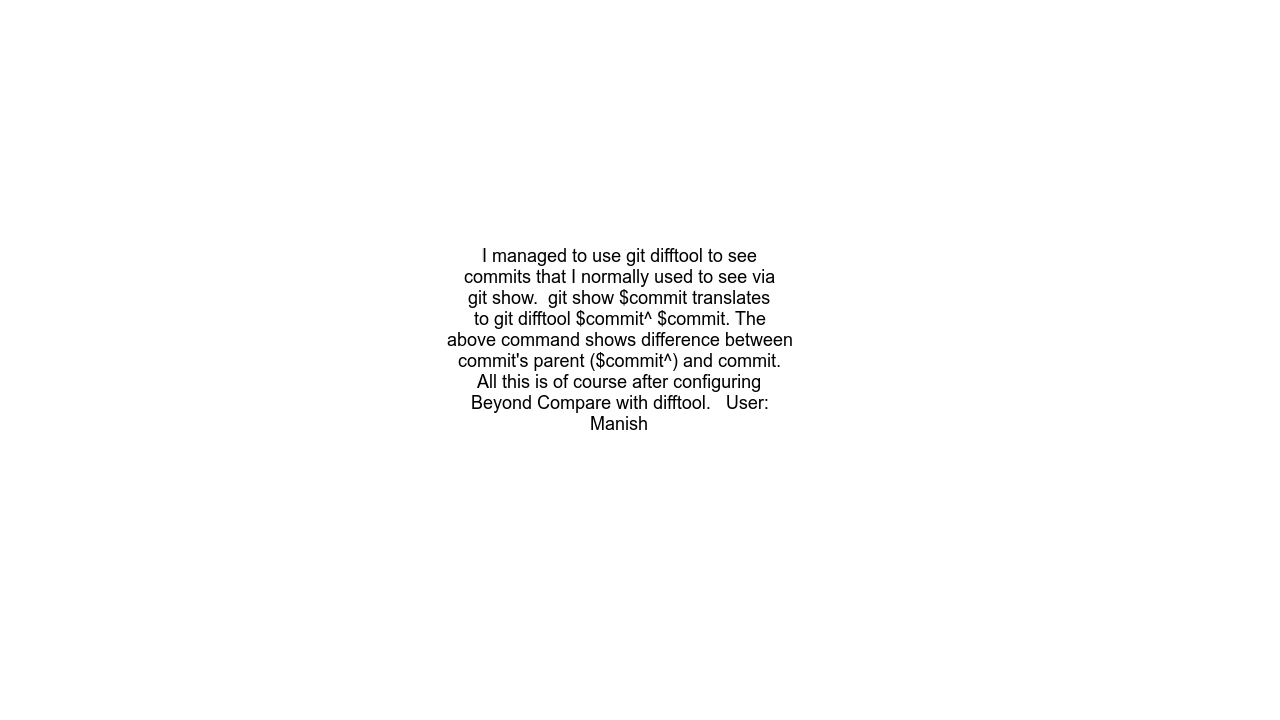 I managed to use git difftool to see
commits that I normally used to see via
git show.  git show $commit translates
to git difftool $commit^ $commit. The
above command shows difference between
commit's parent ($commit^) and commit.
All this is of course after configuring
Beyond Compare with difftool.   User:
Manish